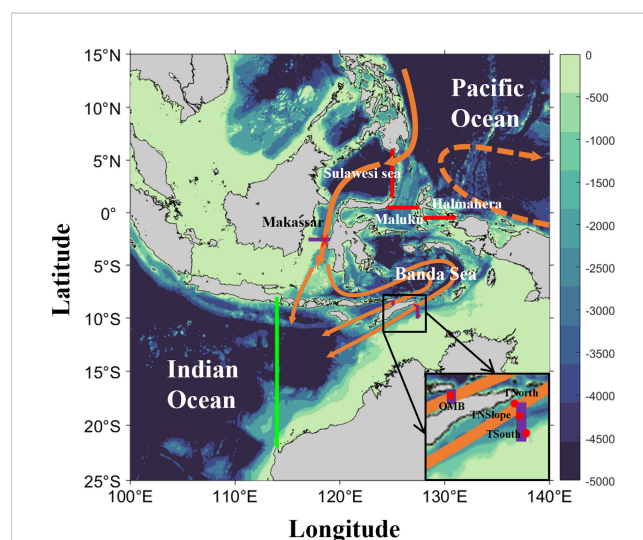 15°N
10°N
5°N
0°
5°S
10°S
15°S
20°S
25°S
100°E
110°E
120°E
130°E
140°E
Latitude
Longitude
Pacific
Ocean
Sulawesi sea
Halmahera
Maluku
Makassar
Banda Sea
Indian
Ocean
TNorth
OMB
TNSlope
TSouth
0
-500
-1000
-1500
-2000
-2500
-3000
-3500
-4000
-4500
-5000